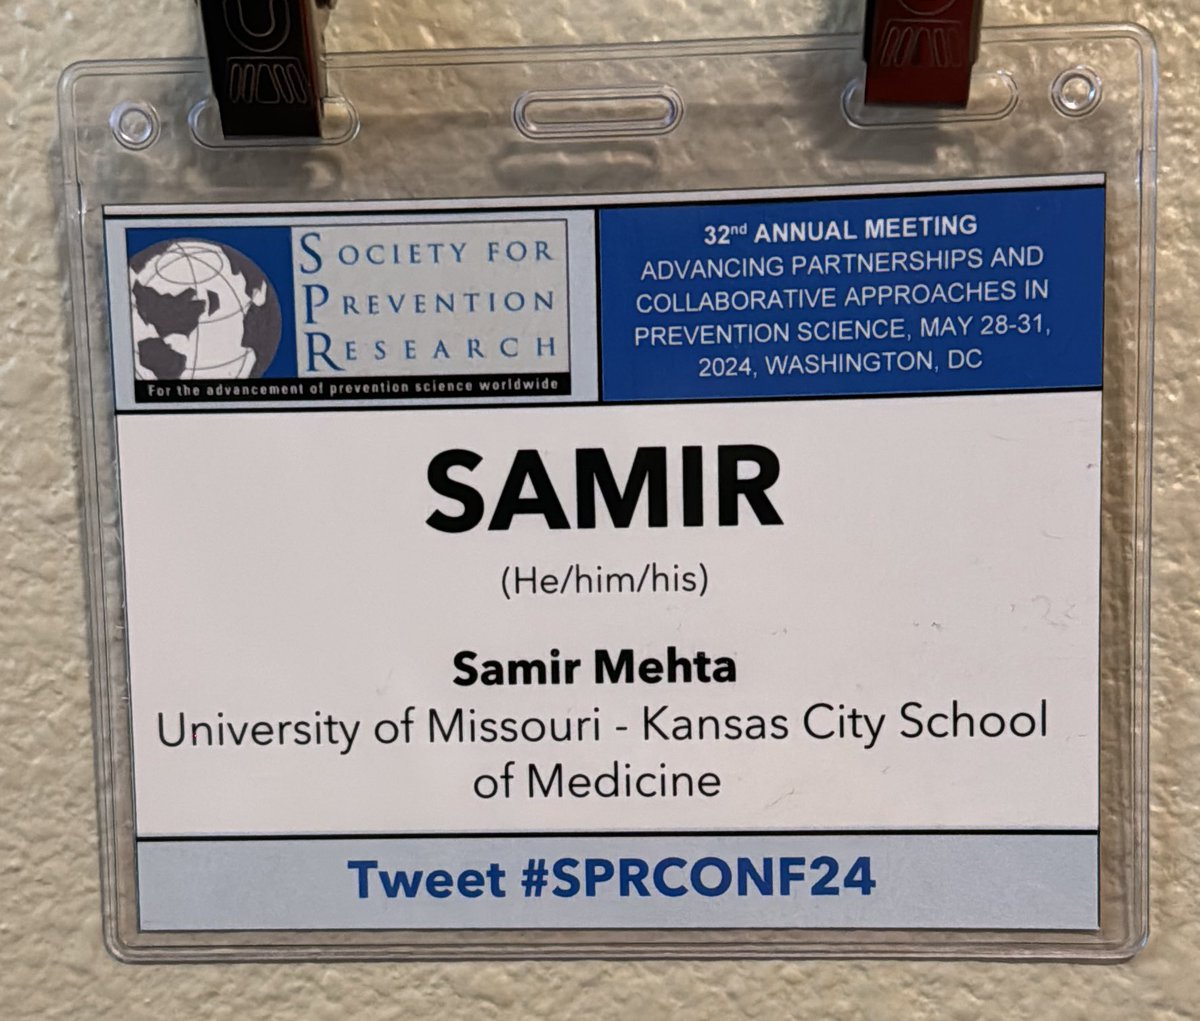 SOCIETY FOR
PREVENTION
RESEARCH
For the advancement of prevention science worldwide
32nd ANNUAL MEETING
ADVANCING PARTNERSHIPS AND
COLLABORATIVE APPROACHES IN
PREVENTION SCIENCE, MAY 28-31,
2024, WASHINGTON, DC
SAMIR
(He/him/his)
Samir Mehta
University of Missouri - Kansas City School
of Medicine
Tweet #SPRCONF24